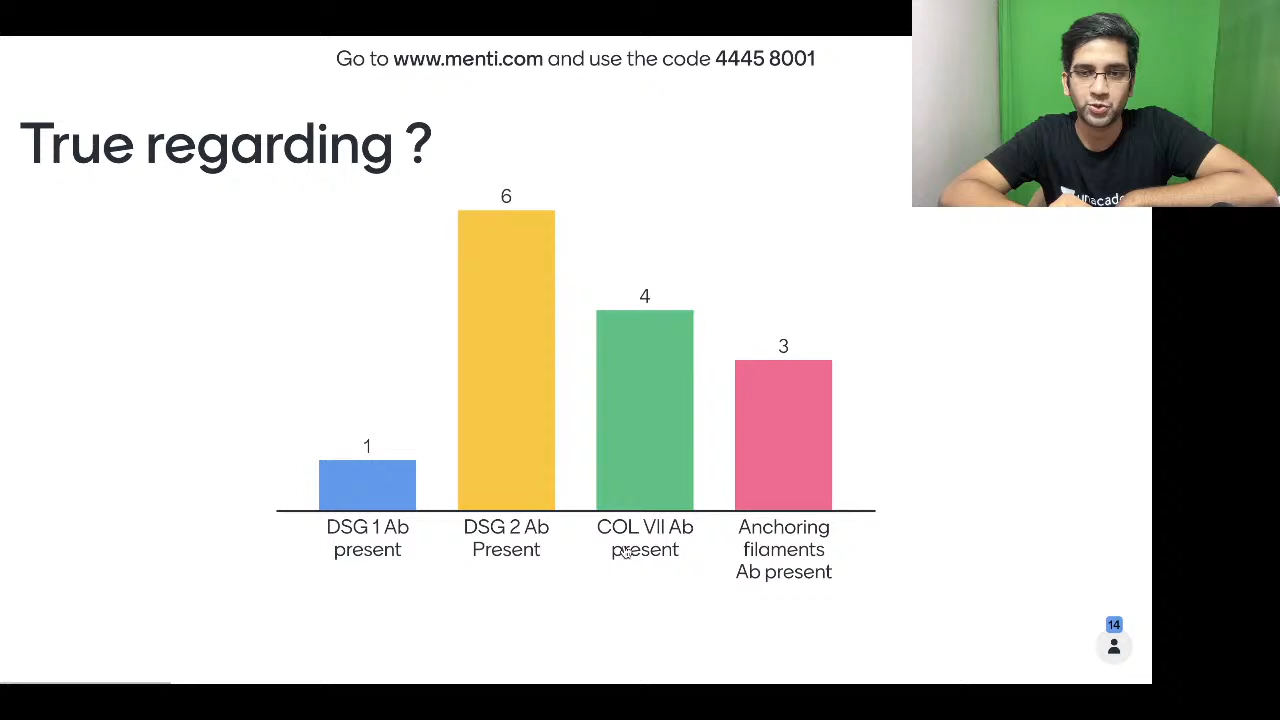 Go to www.menti.com and use the code 4445 8001
True regarding ?
6
4
3
1
DSG 1 Ab
present
DSG 2 Ab
Present
COL VII Ab
present
Anchoring
filaments
Ab present
14